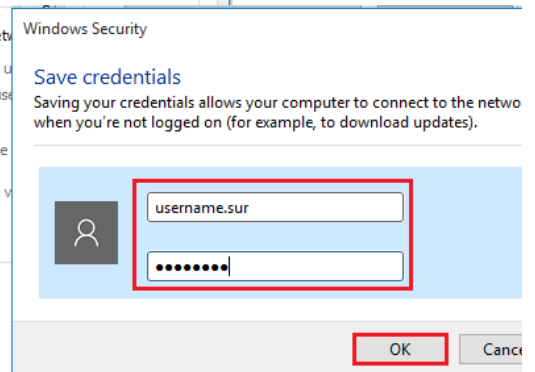 Windows Security
Save credentials
Saving your credentials allows your computer to connect to the netwo
when you're not logged on (for example, to download updates).
username.sur
●●●●●●●●
OK
Cance